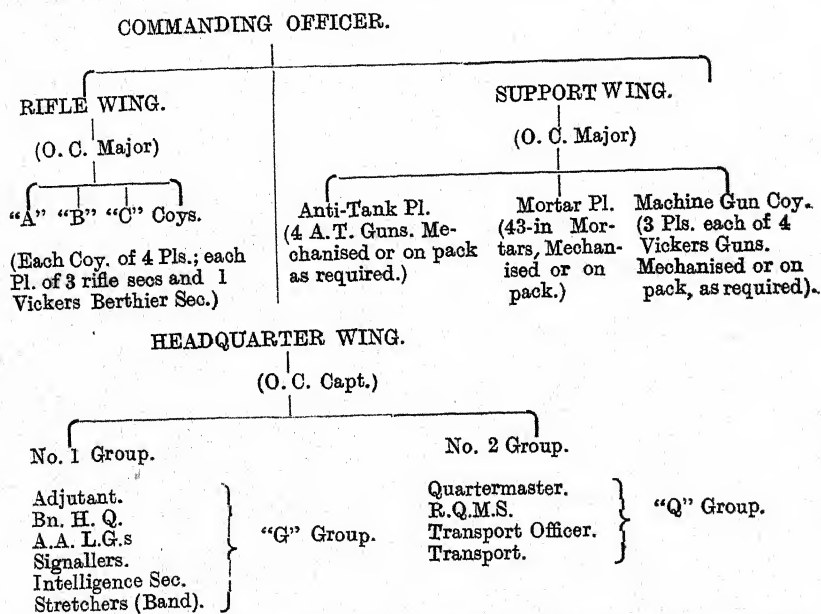 COMMANDING OFFICER.
RIFLE WING.
(O. C. Major)
"A" "B" "C" Coys.
(Each Coy. of 4 Pls.; each
Pl. of 3 rifle secs and 1
Vickers Berthier Sec.)
SUPPORT WING.
(O. C. Major)
Anti-Tank Pl.
(4 A.T. Guns. Me-
chanised or on pack
as required.)
Mortar Pl.
(43-in Mor-
tars, Mechan-
ised or on
pack.)
Machine Gun Coy.
(3 Pls. each of 4
Vickers Guns.
Mechanised or on
pack, as required).
HEADQUARTER WING.
(O. C. Capt.)
No. 1 Group.
Adjutant.
Bn. H. Q.
A.A. L.G.s
Signallers.
Intelligence Sec.
Stretchers (Band).
"G" Group.
No. 2 Group.
Quartermaster.
R.Q.M.S.
Transport Officer.
Transport.
"Q" Group.